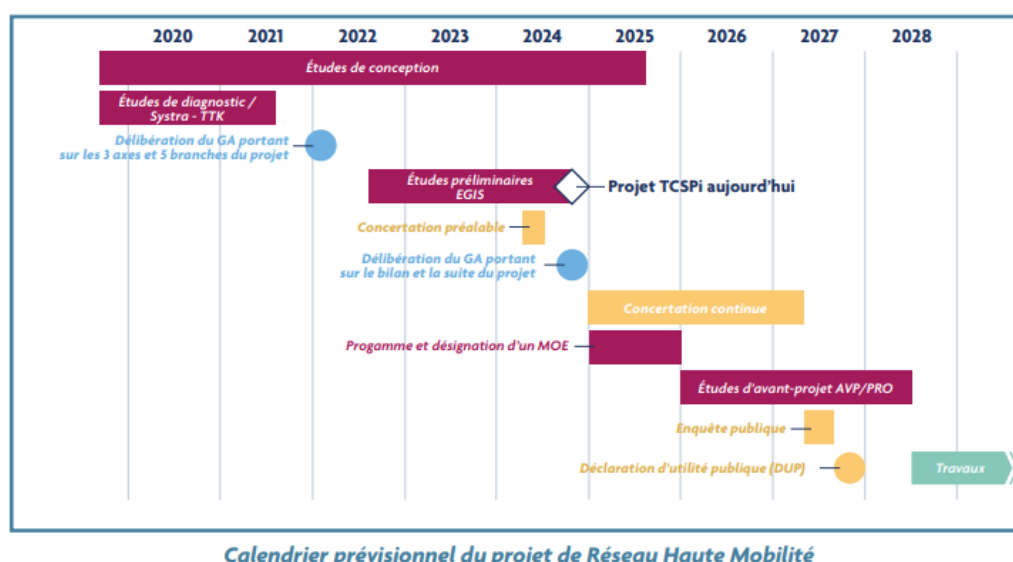 2020 2021 2022 2023 2024 2025 2026 2027 2028
Études de conception
Études de diagnostic /
Systra - TTK
Délibération du GA portant
sur les 3 axes et 5 branches du projet
Études préliminaires
EGIS
Projet TCSPi aujourd'hui
Concertation préalable
Délibération du GA portant
sur le bilan et la suite du projet
Concertation continue
Progamme et désignation d'un MOE
Études d'avant-projet AVP/PRO
Enquête publique
Déclaration d'utilité publique (DUP)
Travaux
Calendrier prévisionnel du projet de Réseau Haute Mobilité